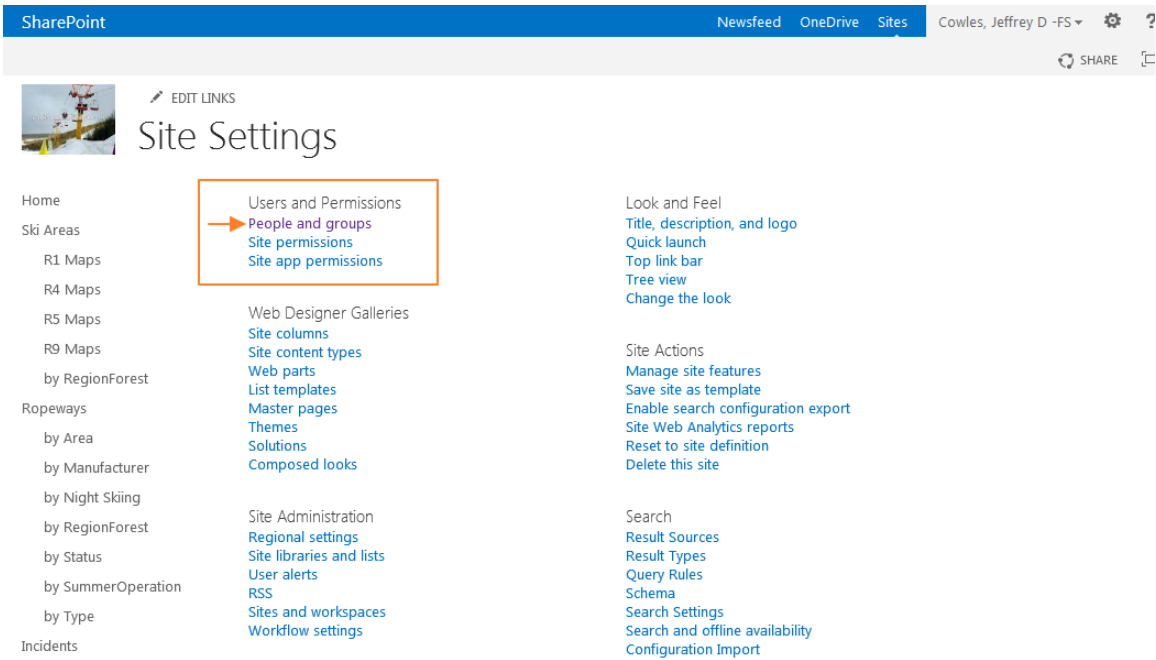 SharePoint
Newsfeed OneDrive Sites Cowles, Jeffrey D -FS ?
SHARE
EDIT LINKS
Site Settings
Home
Ski Areas
R1 Maps
R4 Maps
R5 Maps
R9 Maps
by RegionForest
Ropeways
by Area
by Manufacturer
by Night Skiing
by RegionForest
by Status
by SummerOperation
by Type
Incidents
Users and Permissions
People and groups
Site permissions
Site app permissions
Web Designer Galleries
Site columns
Site content types
Web parts
List templates
Master pages
Themes
Solutions
Composed looks
Site Administration
Regional settings
Site libraries and lists
User alerts
RSS
Sites and workspaces
Workflow settings
Look and Feel
Title, description, and logo
Quick launch
Top link bar
Tree view
Change the look
Site Actions
Manage site features
Save site as template
Enable search configuration export
Site Web Analytics reports
Reset to site definition
Delete this site
Search
Result Sources
Result Types
Query Rules
Schema
Search Settings
Search and offline availability
Configuration Import